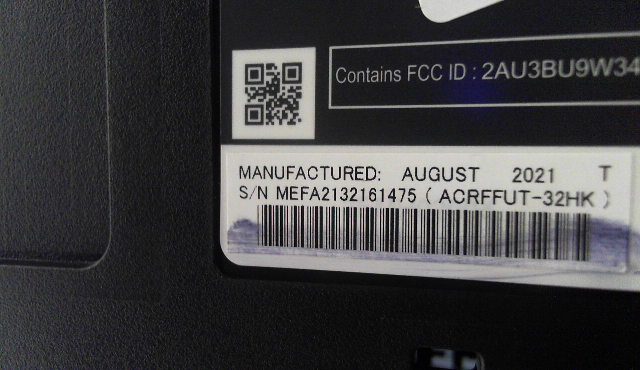 Contains FCC ID : 2AU3BU9W34
MANUFACTURED: AUGUST 2021 T
S/N MEFA2132161475 ( ACRFFUT-32HK )